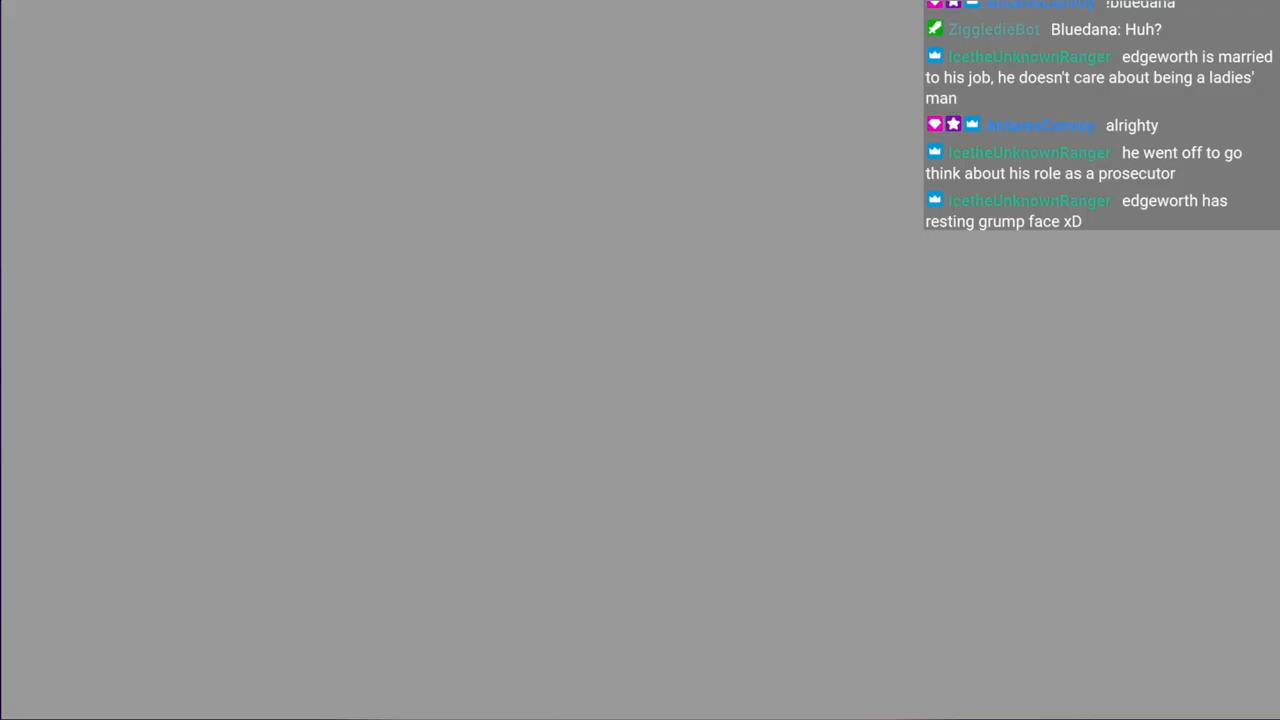 !bluedana
ZiggledieBot Bluedana: Huh?
IcetheUnknownRanger edgeworth is married
to his job, he doesn't care about being a ladies'
man
AntaresConvoy alrighty
IcetheUnknownRanger he went off to go
think about his role as a prosecutor
IcetheUnknownRanger edgeworth has
resting grump face xD